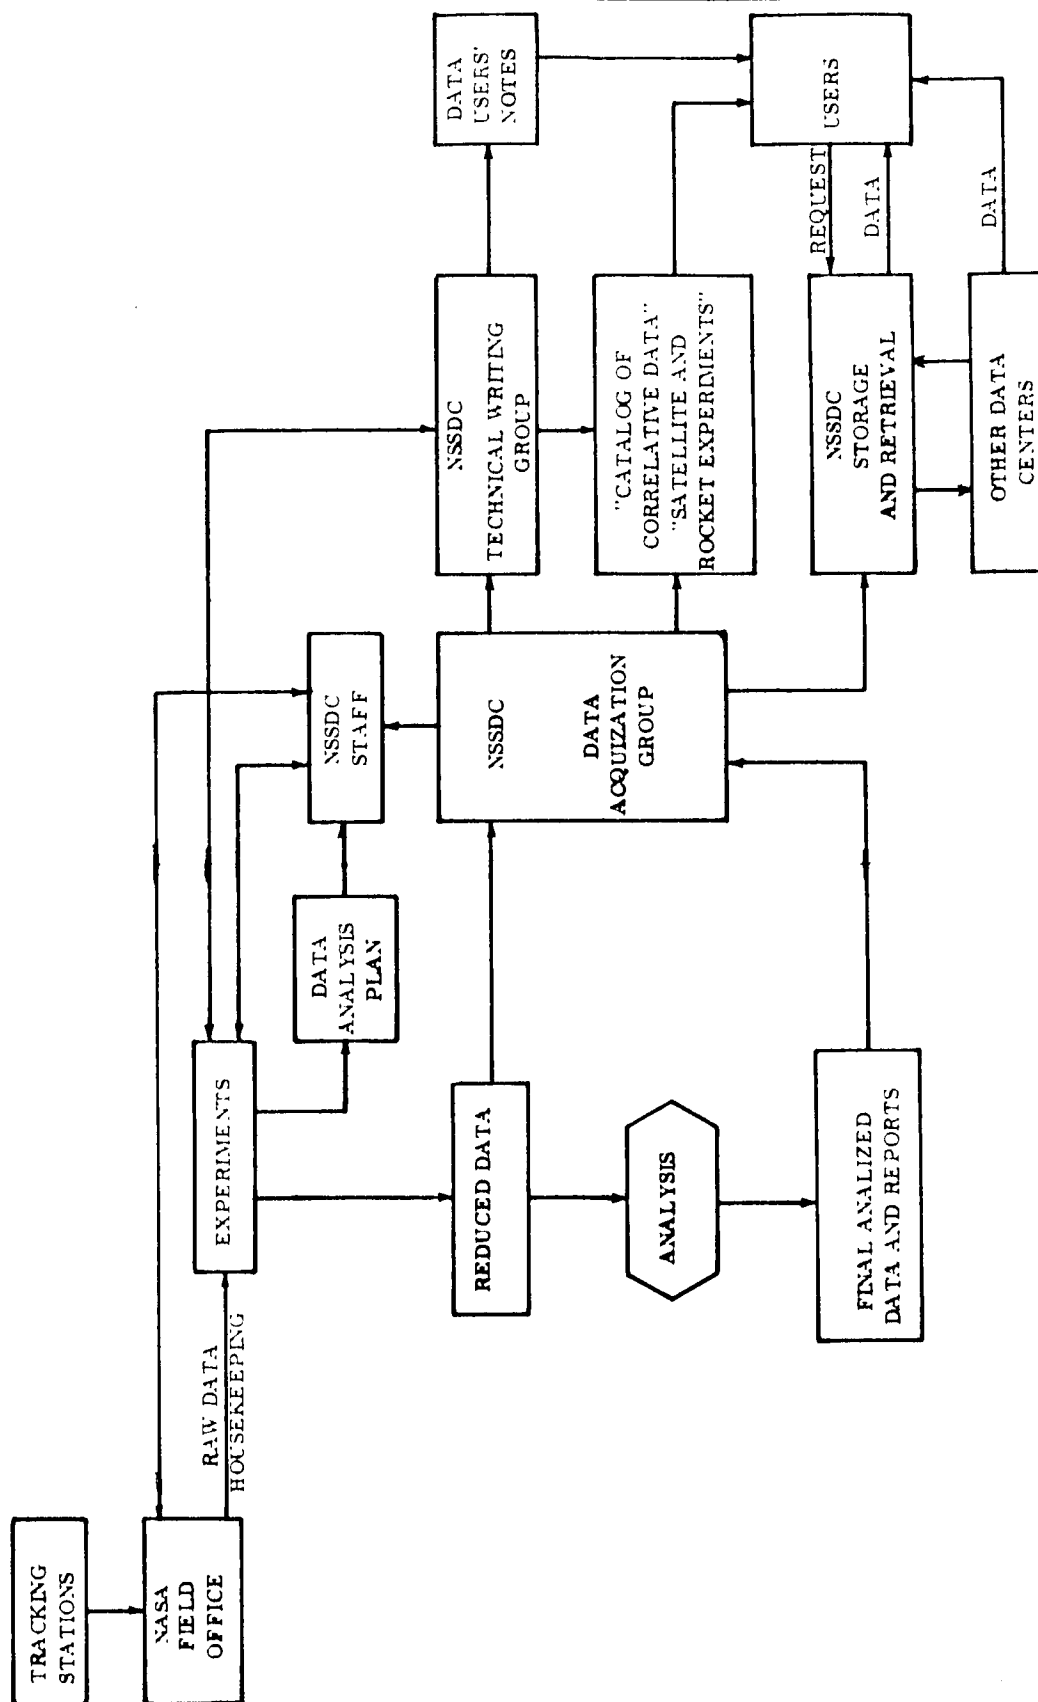 TRACKING
STATIONS
NASA
FIELD
OFFICE
RAW DATA
HOUSEKEEPING
EXPERIMENTS
DATA
ANALYSIS
PLAN
NSSDC
STAFF
REDUCED DATA
ANALYSIS
FINAL ANALIZED
DATA AND REPORTS
NSSDC
DATA
ACQUIZATION
GROUP
NSSDC
TECHNICAL WRITING
GROUP
"CATALOG OF
CORRELATIVE DATA"
"SATELLITE AND
ROCKET EXPERIMENTS"
NSSDC
STORAGE
AND RETRIEVAL
OTHER DATA
CENTERS
DATA
USERS'
NOTES
USERS
REQUEST
DATA
DATA